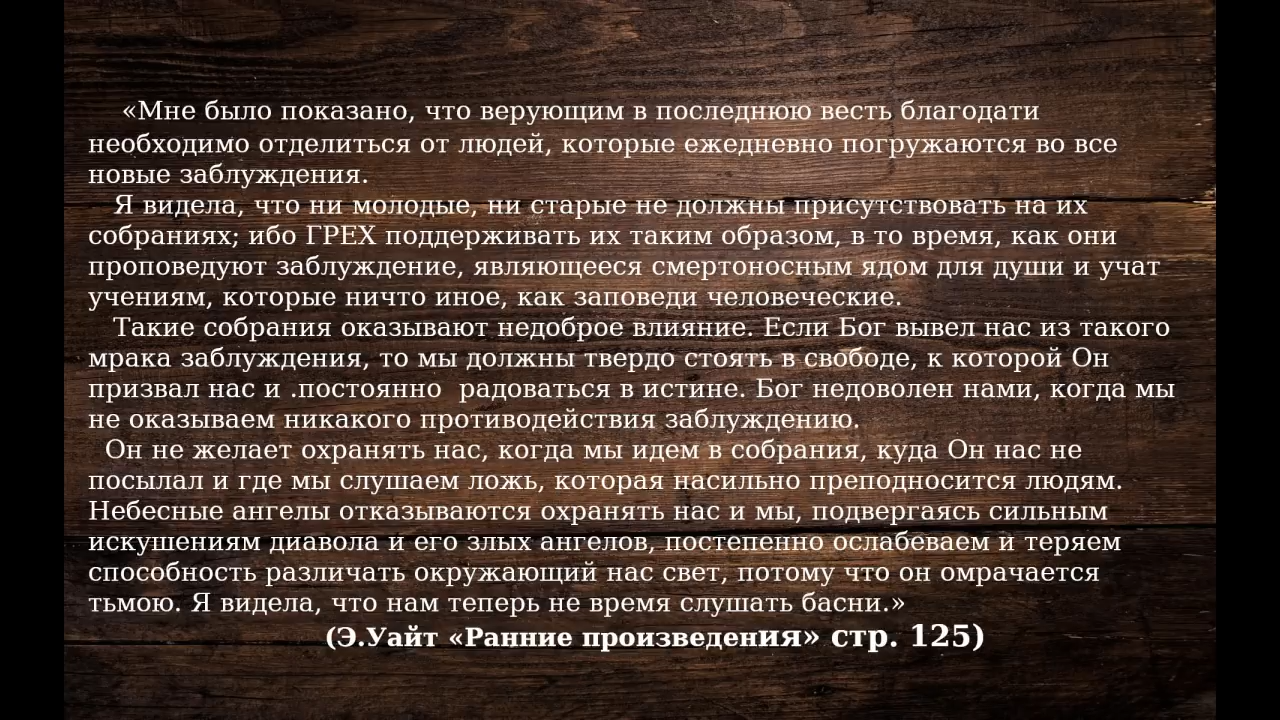 «Мне было показано, что верующим в последнюю весть благодати
необходимо отделиться от людей, которые ежедневно погружаются во все
новые заблуждения.
Я видела, что ни молодые, ни старые не должны присутствовать на их
собраниях; ибо ГРЕХ поддерживать их таким образом, в то время, как они
проповедуют заблуждение, являющееся смертоносным ядом для души и учат
учениям, которые ничто иное, как заповеди человеческие.
Такие собрания оказывают недоброе влияние. Если Бог вывел нас из такого
мрака заблуждения, то мы должны твердо стоять в свободе, к которой Он
призвал нас и .постоянно  радоваться в истине. Бог недоволен нами, когда мы
не оказываем никакого противодействия заблуждению.
Он не желает охранять нас, когда мы идем в собрания, куда Он нас не
посылал и где мы слушаем ложь, которая насильно преподносится людям.
Небесные ангелы отказываются охранять нас и мы, подвергаясь сильным
искушениям диавола и его злых ангелов, постепенно ослабеваем и теряем
способность различать окружающий нас свет, потому что он омрачается
тьмою. Я видела, что нам теперь не время слушать басни.»
(Э.Уайт «Ранние произведения» стр. 125)